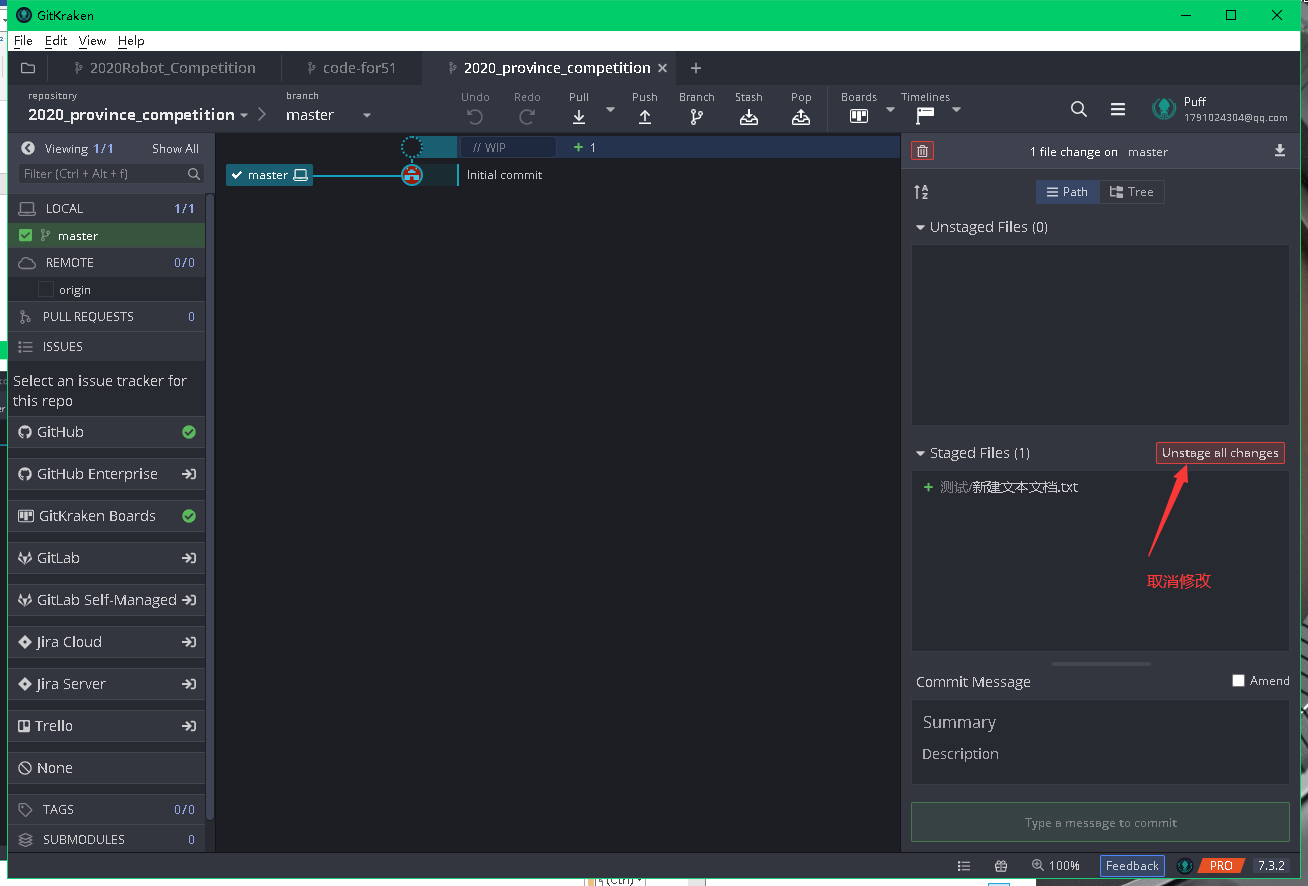 GitKraken
File Edit View Help
2020Robot_Competition
code-for51
2020_province_competition
repository
2020_province_competition
branch
master
Undo
Redo
Pull
Push
Branch
Stash
Pop
Boards
Timelines
Puff
1791024304@qq.com
Viewing 1/1 Show All
Filter (Ctrl + Alt + f)
LOCAL 1/1
master
REMOTE 0/0
origin
PULL REQUESTS 0
ISSUES
Select an issue tracker for
this repo
GitHub
GitHub Enterprise
GitKraken Boards
GitLab
GitLab Self-Managed
Jira Cloud
Jira Server
Trello
None
TAGS 0/0
SUBMODULES 0
// WIP
+ 1
master
Initial commit
1 file change on master
Path
Tree
Unstaged Files (0)
Staged Files (1)
Unstage all changes
+ 测试/新建文本文档.txt
取消修改
Commit Message
Amend
Summary
Description
Type a message to commit
100%
Feedback
PRO
7.3.2
(Ctrl)